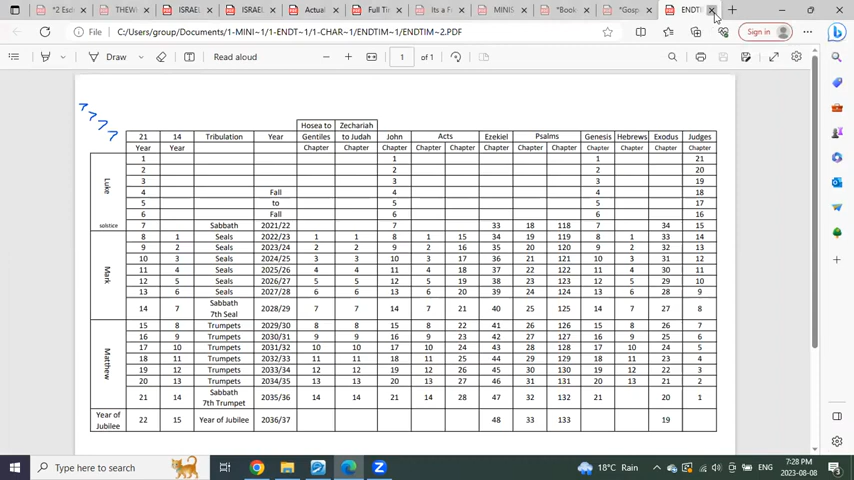 *2 Esd
THEWI
ISRAEL
ISRAEL
Actual
Full Tir
Its a Fr
MINIS
*Book
*Gosp
ENDTI
File
C:/Users/group/Documents/1-MINI~1/1-ENDT~1/1-CHAR~1/ENDTIM/ENDTIM~2.PDF
Sign in
Draw
1 of 1
Hosea to Zechariah
21 14 Tribulation Year Gentiles to Judah John Acts Ezekiel Psalms Genesis Hebrews Exodus Judges
Year Year Chapter Chapter Chapter Chapter Chapter Chapter Chapter Chapter Chapter Chapter Chapter Chapter
Luke
1 1 1 21
2 2 2 20
3 3 3 19
4 Fall 4 4 18
5 to 5 5 17
6 Fall 6 6 16
solstice 7 Sabbath 2021/22 7 33 18 118 7 34 15
Mark
8 1 Seals 2022/23 1 1 8 1 15 34 19 119 8 1 33 14
9 2 Seals 2023/24 2 2 9 2 16 35 20 120 9 2 32 13
10 3 Seals 2024/25 3 3 10 3 17 36 21 121 10 3 31 12
11 4 Seals 2025/26 4 4 11 4 18 37 22 122 11 4 30 11
12 5 Seals 2026/27 5 5 12 5 19 38 23 123 12 5 29 10
13 6 Seals 2027/28 6 6 13 6 20 39 24 124 13 6 28 9
Sabbath
14 7 7th Seal 2028/29 7 7 14 7 21 40 25 125 14 7 27 8
Matthew
15 8 Trumpets 2029/30 8 8 15 8 22 41 26 126 15 8 26 7
16 9 Trumpets 2030/31 9 9 16 9 23 42 27 127 16 9 25 6
17 10 Trumpets 2031/32 10 10 17 10 24 43 28 128 17 10 24 5
18 11 Trumpets 2032/33 11 11 18 11 25 44 29 129 18 11 23 4
19 12 Trumpets 2033/34 12 12 19 12 26 45 30 130 19 12 22 3
20 13 Trumpets 2034/35 13 13 20 13 27 46 31 131 20 13 21 2
Sabbath
21 14 7th Trumpet 2035/36 14 14 21 14 28 47 32 132 21 20 1
Year of Jubilee 22 15 Year of Jubilee 2036/37 48 33 133 19
Type here to search
18°C Rain
ENG
7:28 PM
2023-08-08